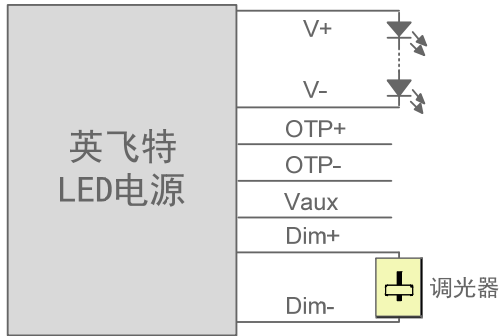 V+
V-
OTP+
英飞特
LED电源
OTP-
Vaux
Dim+
调光器
Dim-